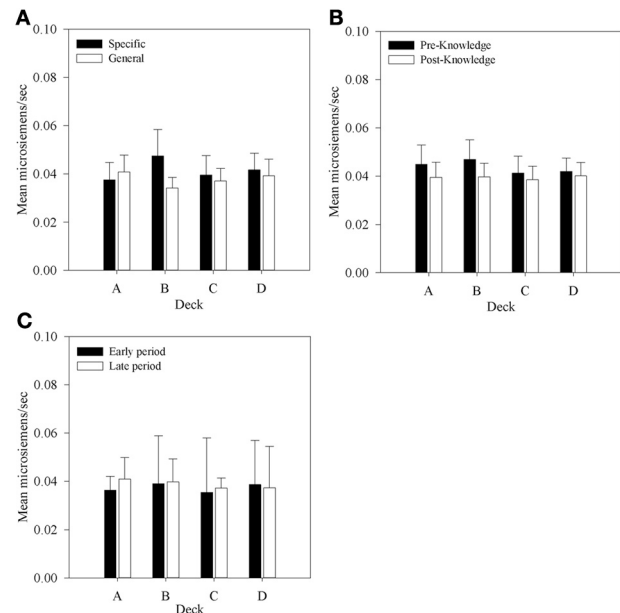 A
Mean microsiemens/sec
0.10
0.08
0.06
0.04
0.02
0.00
Specific
General
A B C D
Deck
B
Mean microsiemens/sec
0.10
0.08
0.06
0.04
0.02
0.00
Pre-Knowledge
Post-Knowledge
A B C D
Deck
C
Mean microsiemens/sec
0.10
0.08
0.06
0.04
0.02
0.00
Early period
Late period
A B C D
Deck